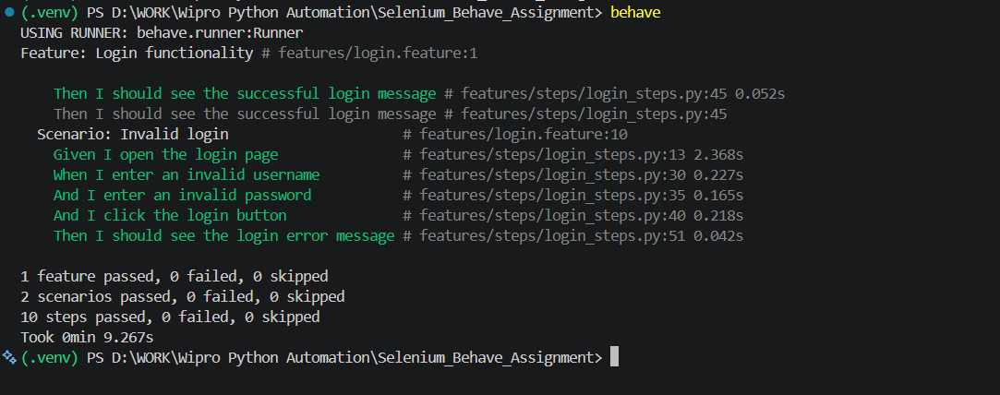 (.venv) PS D:\WORK\Wipro Python Automation\Selenium_Behave_Assignment> behave
USING RUNNER: behave.runner:Runner
Feature: Login functionality # features/login.feature:1
Then I should see the successful login message # features/steps/login_steps.py:45 0.052s
Then I should see the successful login message # features/steps/login_steps.py:45
Scenario: Invalid login # features/login.feature:10
Given I open the login page # features/steps/login_steps.py:13 2.368s
When I enter an invalid username # features/steps/login_steps.py:30 0.227s
And I enter an invalid password # features/steps/login_steps.py:35 0.165s
And I click the login button # features/steps/login_steps.py:40 0.218s
Then I should see the login error message # features/steps/login_steps.py:51 0.042s
1 feature passed, 0 failed, 0 skipped
2 scenarios passed, 0 failed, 0 skipped
10 steps passed, 0 failed, 0 skipped
Took 0min 9.267s
(.venv) PS D:\WORK\Wipro Python Automation\Selenium_Behave_Assignment>